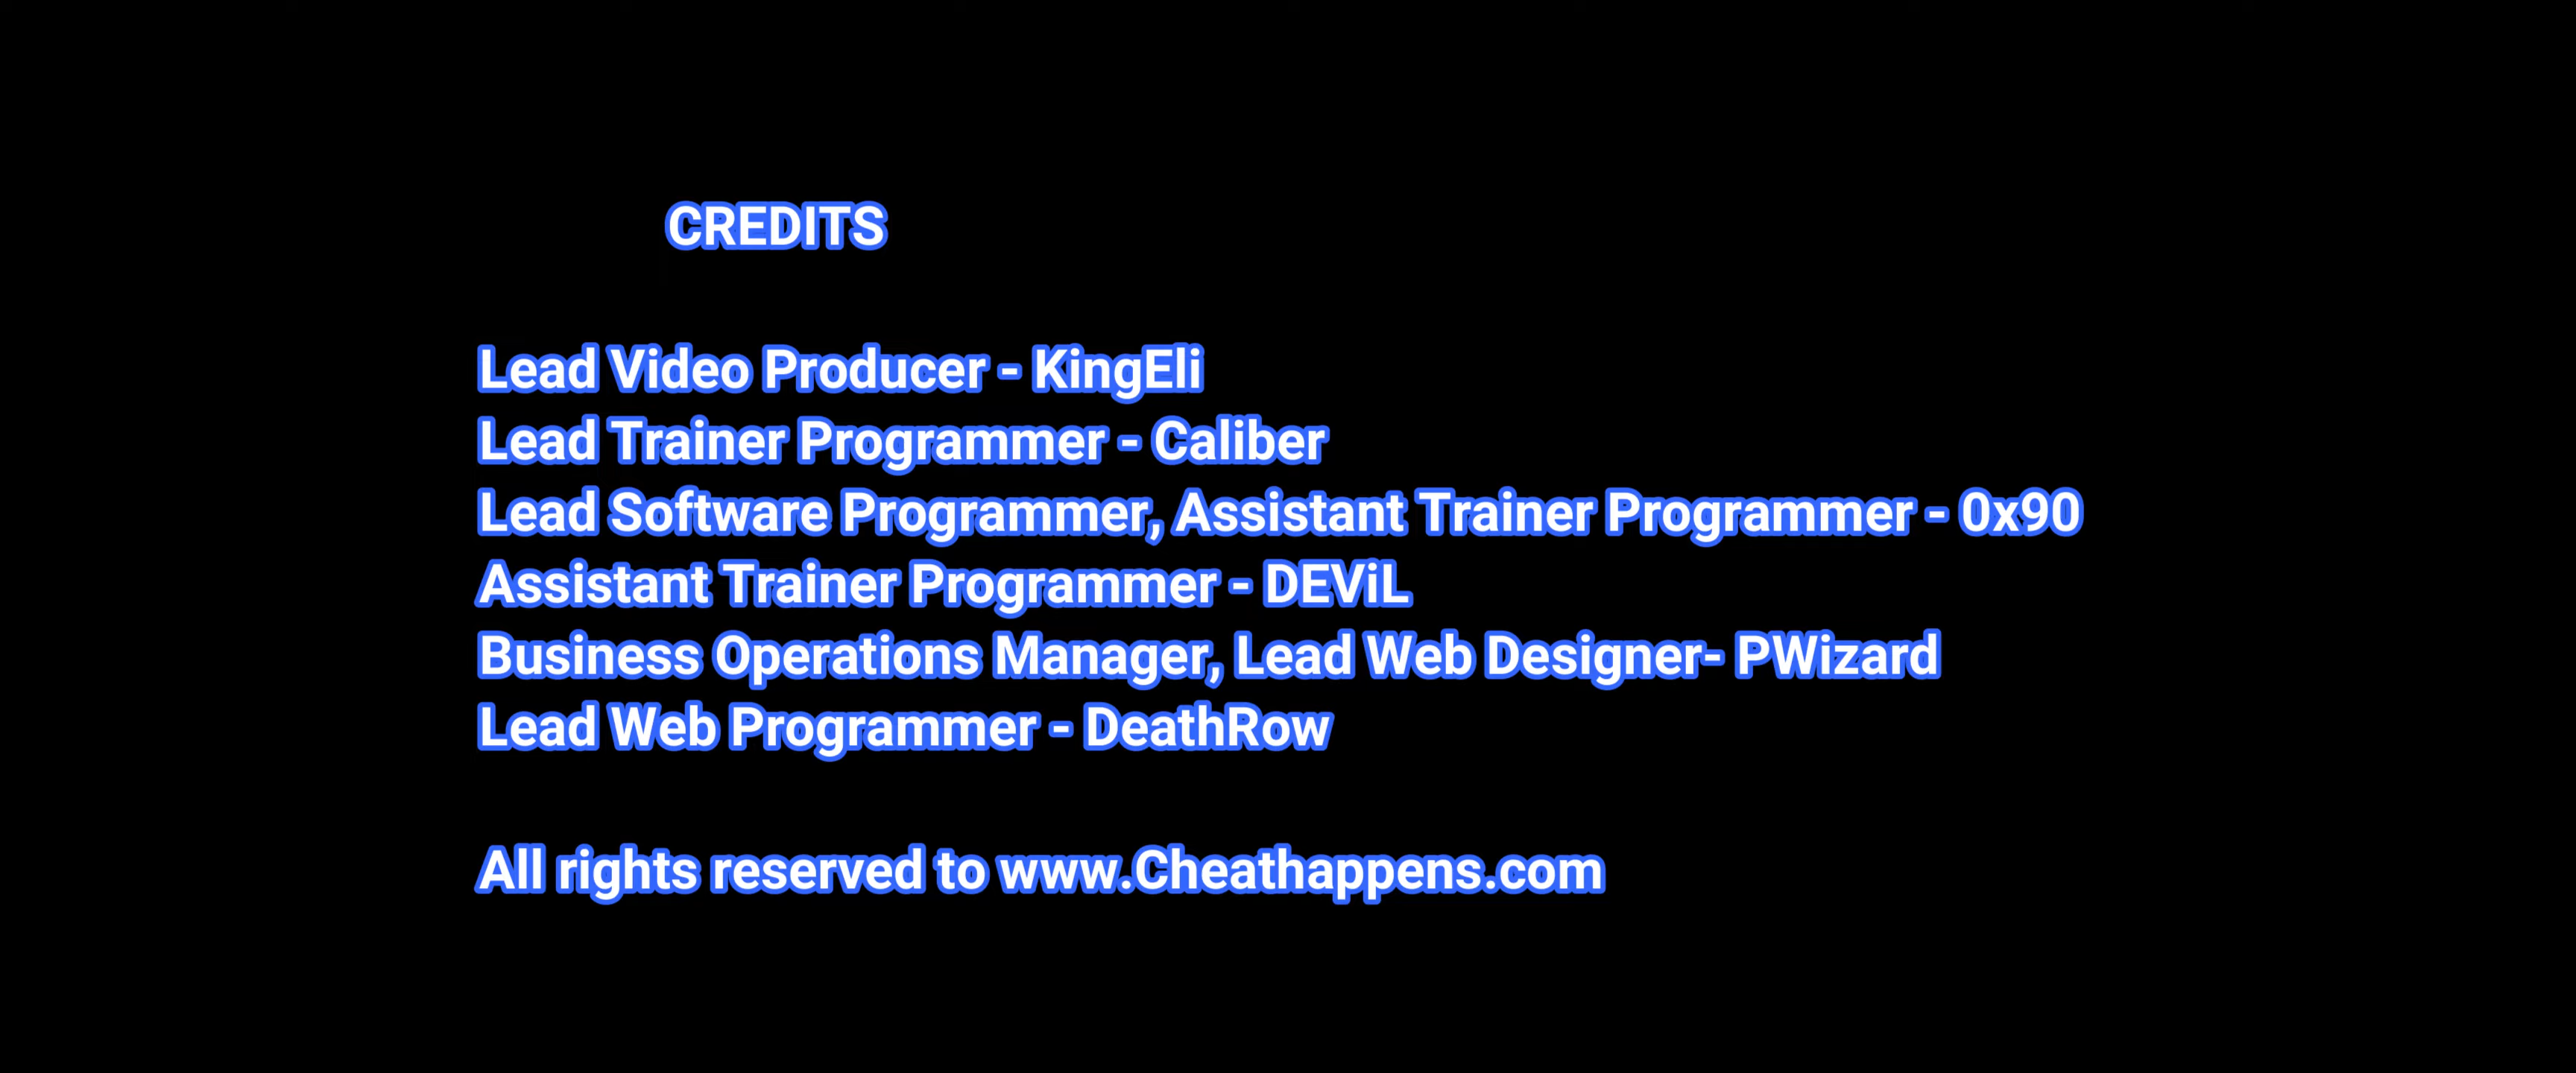 CREDITS
Lead Video Producer - KingEli
Lead Trainer Programmer - Caliber
Lead Software Programmer, Assistant Trainer Programmer - 0x90
Assistant Trainer Programmer - DEViL
Business Operations Manager, Lead Web Designer- PWizard
Lead Web Programmer - DeathRow
All rights reserved to www.Cheathappens.com